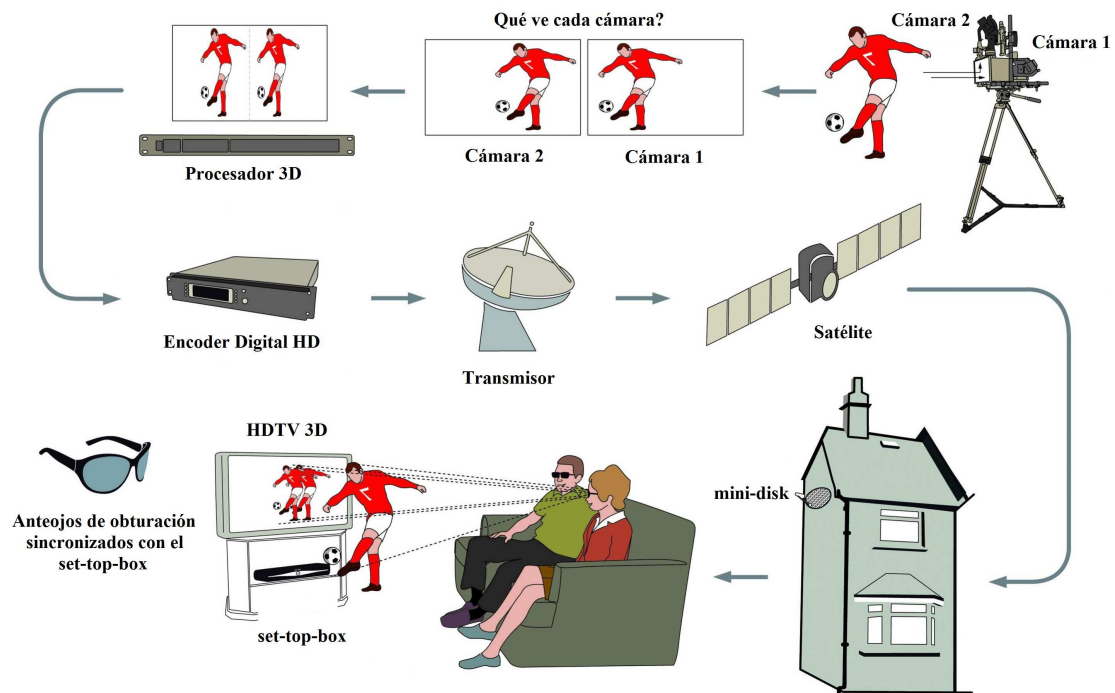 Qué ve cada cámara?
Cámara 2
Cámara 1
Cámara 2
Cámara 1
Procesador 3D
Encoder Digital HD
Transmisor
Satélite
HDTV 3D
mini-disk
Anteojos de obturación
sincronizados con el
set-top-box
set-top-box